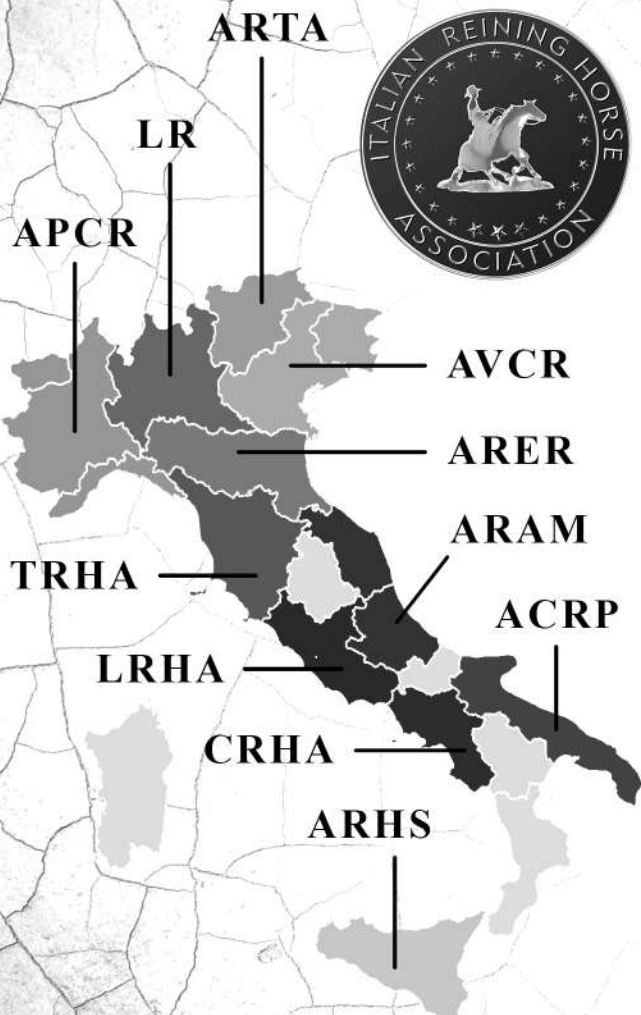 ARTA
ITALIAN REINING HORSE
ASSOCIATION
LR
APCR
AVCR
ARER
ARAM
TRHA
ACRP
LRHA
CRHA
ARHS